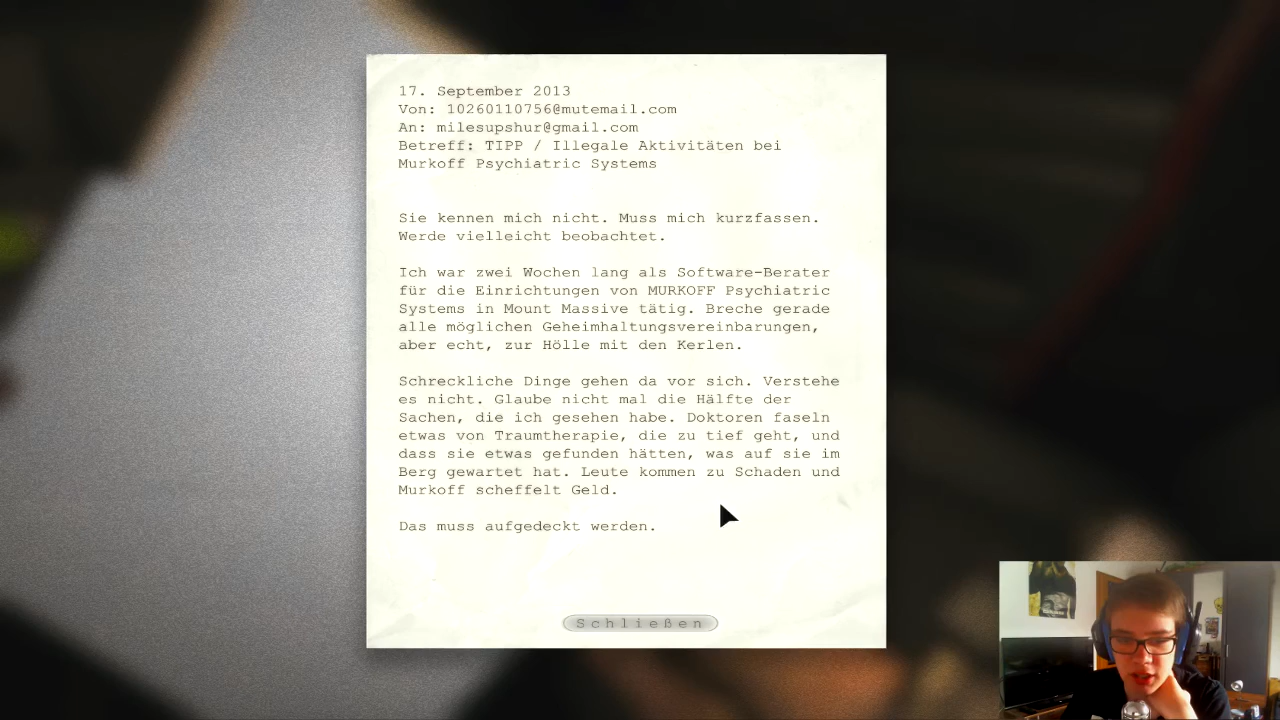 17. September 2013
Von: 10260110756@mutemail.com
An: milesupshur@gmail.com
Betreff: TIPP / Illegale Aktivitäten bei
Murkoff Psychiatric Systems
Sie kennen mich nicht. Muss mich kurzfassen.
Werde vielleicht beobachtet.
Ich war zwei Wochen lang als Software-Berater
für die Einrichtungen von MURKOFF Psychiatric
Systems in Mount Massive tätig. Breche gerade
alle möglichen Geheimhaltungsvereinbarungen,
aber echt, zur Hölle mit den Kerlen.
Schreckliche Dinge gehen da vor sich. Verstehe
es nicht. Glaube nicht mal die Hälfte der
Sachen, die ich gesehen habe. Doktoren faseln
etwas von Traumtherapie, die zu tief geht, und
dass sie etwas gefunden hätten, was auf sie im
Berg gewartet hat. Leute kommen zu Schaden und
Murkoff scheffelt Geld.
Das muss aufgedeckt werden.
Schließen